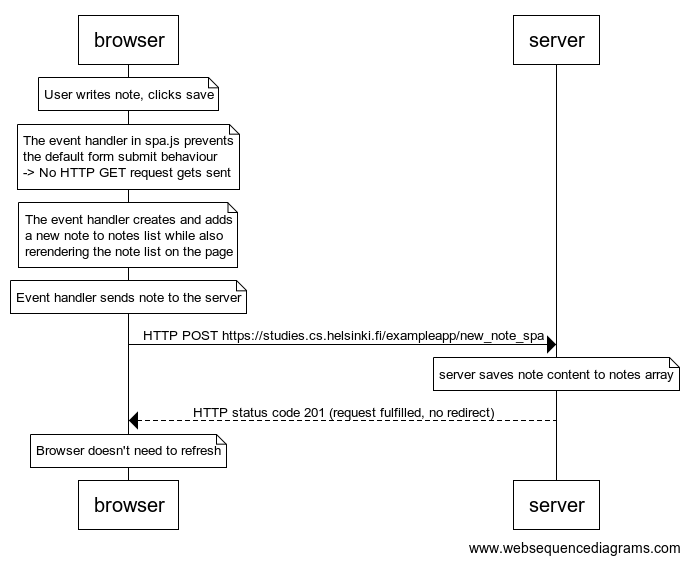 browser
server
User writes note, clicks save
The event handler in spa.js prevents
the default form submit behaviour
-> No HTTP GET request gets sent
The event handler creates and adds
a new note to notes list while also
rerendering the note list on the page
Event handler sends note to the server
HTTP POST https://studies.cs.helsinki.fi/exampleapp/new_note_spa
server saves note content to notes array
HTTP status code 201 (request fulfilled, no redirect)
Browser doesn't need to refresh
browser
server
www.websequencediagrams.com